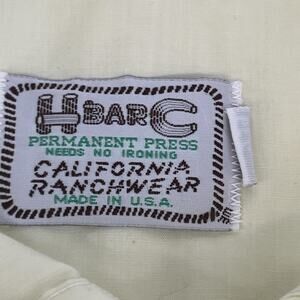 H BAR C
PERMANENT PRESS
NEEDS NO IRONING
CALIFORNIA
RANCHWEAR
MADE IN U.S.A.